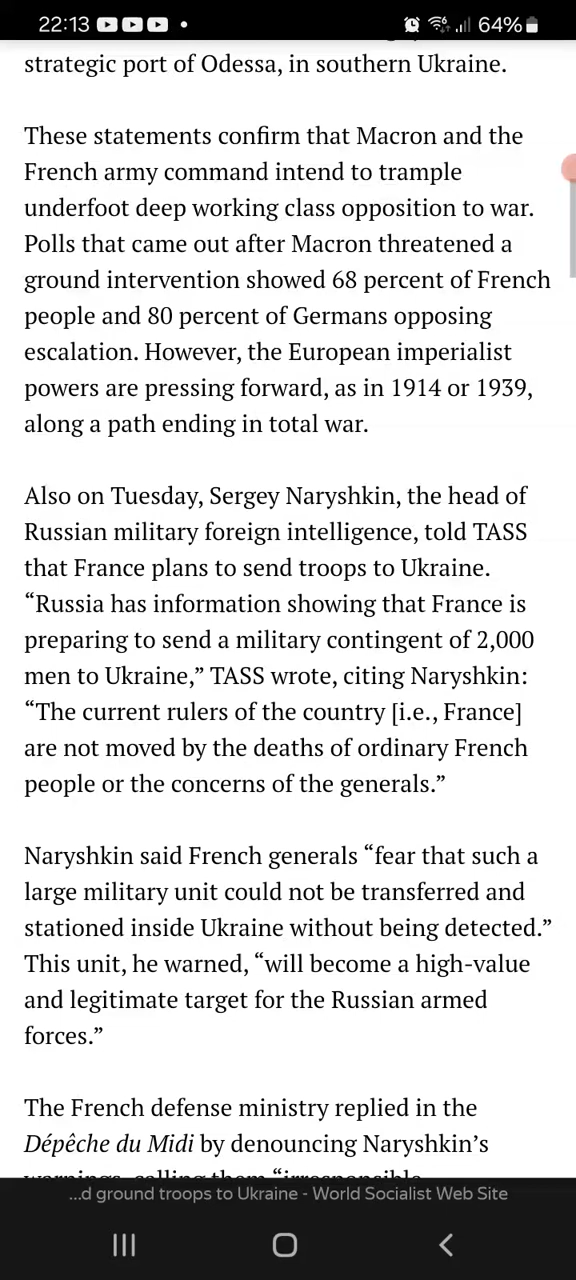 22:13
64%
strategic port of Odessa, in southern Ukraine.
These statements confirm that Macron and the
French army command intend to trample
underfoot deep working class opposition to war.
Polls that came out after Macron threatened a
ground intervention showed 68 percent of French
people and 80 percent of Germans opposing
escalation. However, the European imperialist
powers are pressing forward, as in 1914 or 1939,
along a path ending in total war.
Also on Tuesday, Sergey Naryshkin, the head of
Russian military foreign intelligence, told TASS
that France plans to send troops to Ukraine.
“Russia has information showing that France is
preparing to send a military contingent of 2,000
men to Ukraine,” TASS wrote, citing Naryshkin:
“The current rulers of the country [i.e., France]
are not moved by the deaths of ordinary French
people or the concerns of the generals.”
Naryshkin said French generals “fear that such a
large military unit could not be transferred and
stationed inside Ukraine without being detected.”
This unit, he warned, “will become a high-value
and legitimate target for the Russian armed
forces.”
The French defense ministry replied in the
Dépêche du Midi by denouncing Naryshkin’s
warnings, calling them “irresponsible
...d ground troops to Ukraine - World Socialist Web Site